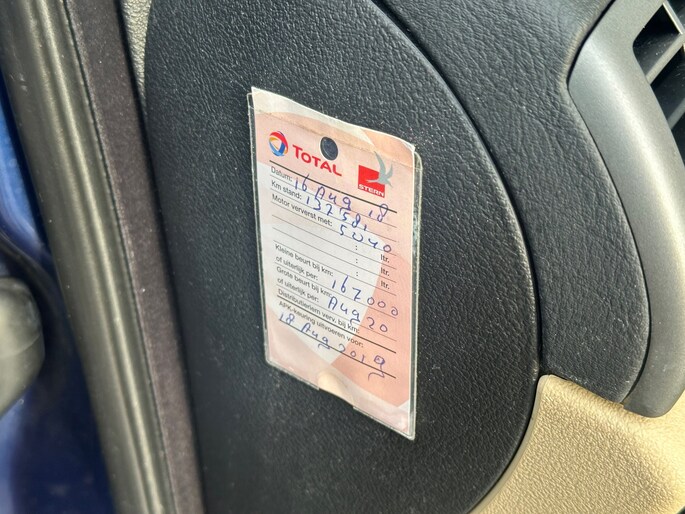 TOTAL
STERN
Datum: 16 Aug 18
Km stand: 137581
Motor ververst met: 5W40
: ltr.
: ltr.
: ltr.
Kleine beurt bij km:
of uiterlijk per: 167000
Grote beurt bij km: Aug 20
of uiterlijk per:
Distributieriem verv. bij km:
APK-keuring uitvoeren vóór:
18 Aug 2019